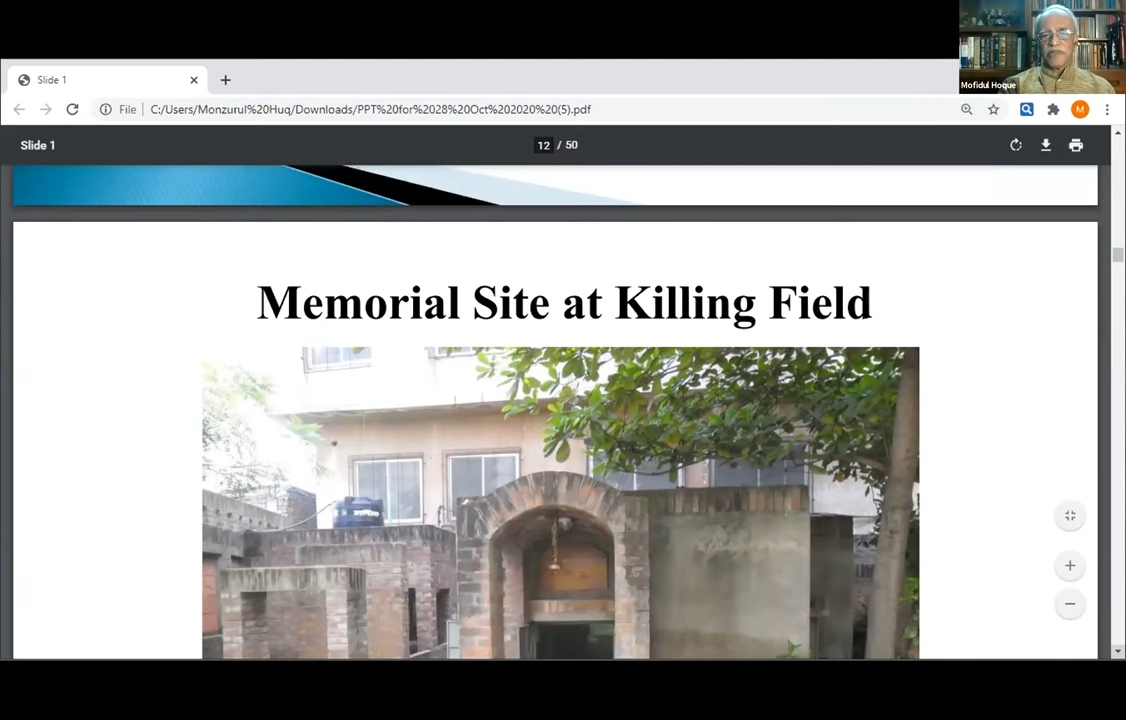 Mofidul Hoque
Slide 1
File
C:/Users/Monzurul%20Huq/Downloads/PPT%20for%2028%20Oct%202020%20(5).pdf
M
Slide 1
12 / 50
Memorial Site at Killing Field